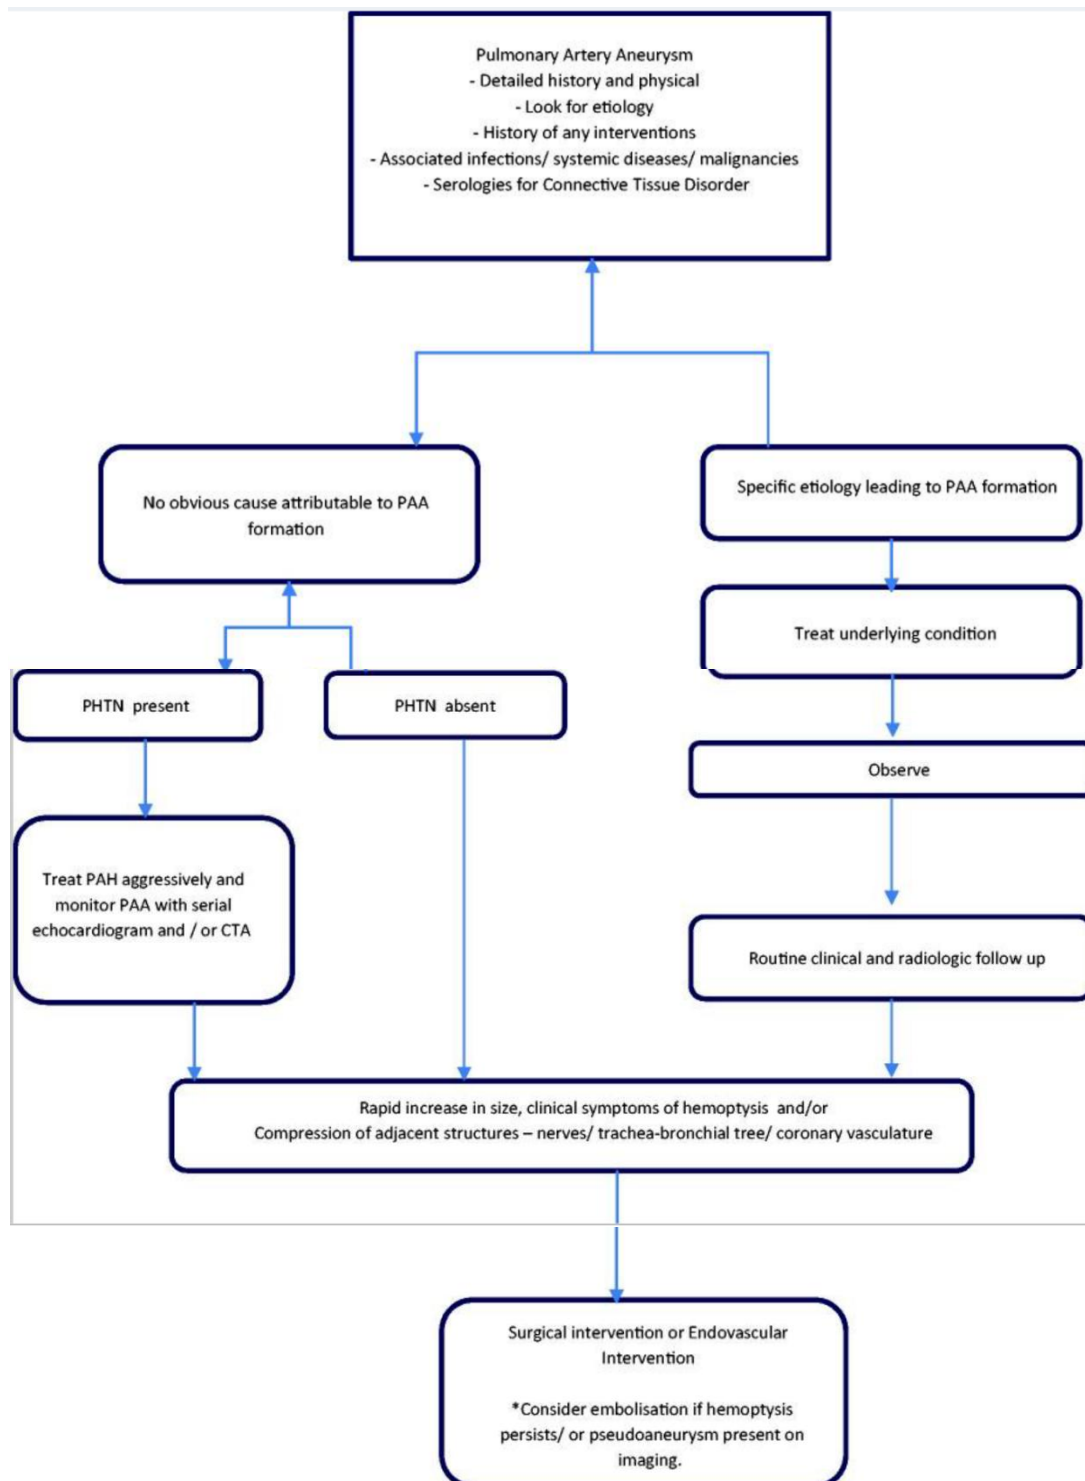 Pulmonary Artery Aneurysm
- Detailed history and physical
- Look for etiology
- History of any interventions
- Associated infections/ systemic diseases/ malignancies
- Serologies for Connective Tissue Disorder
No obvious cause attributable to PAA
formation
Specific etiology leading to PAA formation
Treat underlying condition
PHTN present
PHTN absent
Observe
Treat PAH aggressively and
monitor PAA with serial
echocardiogram and / or CTA
Routine clinical and radiologic follow up
Rapid increase in size, clinical symptoms of hemoptysis and/or
Compression of adjacent structures – nerves/ trachea-bronchial tree/ coronary vasculature
Surgical intervention or Endovascular
Intervention
*Consider embolisation if hemoptysis
persists/ or pseudoaneurysm present on
imaging.